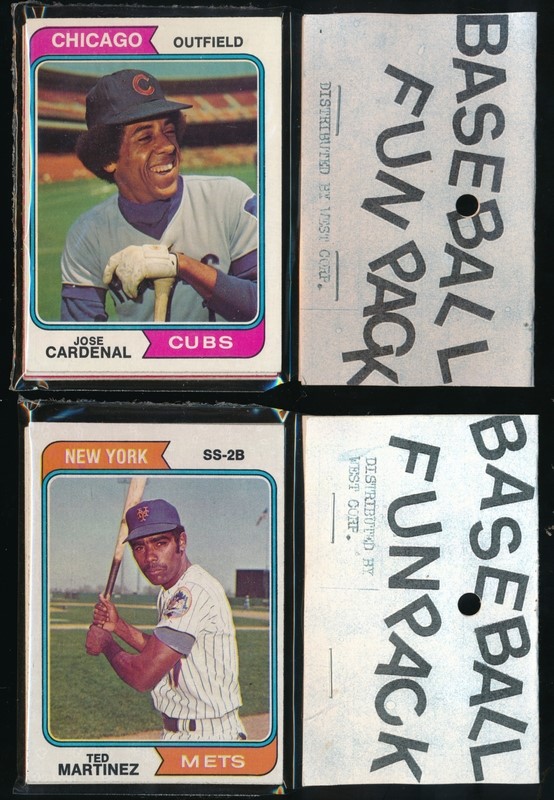 CHICAGO
OUTFIELD
C
JOSE
CARDENAL
CUBS
BASEBALL
FUN PACK
DISTRIBUTED BY WEST CORP.
NEW YORK
SS-2B
NY
TED
MARTINEZ
METS
BASEBALL
FUN PACK
DISTRIBUTED BY
WEST CORP.